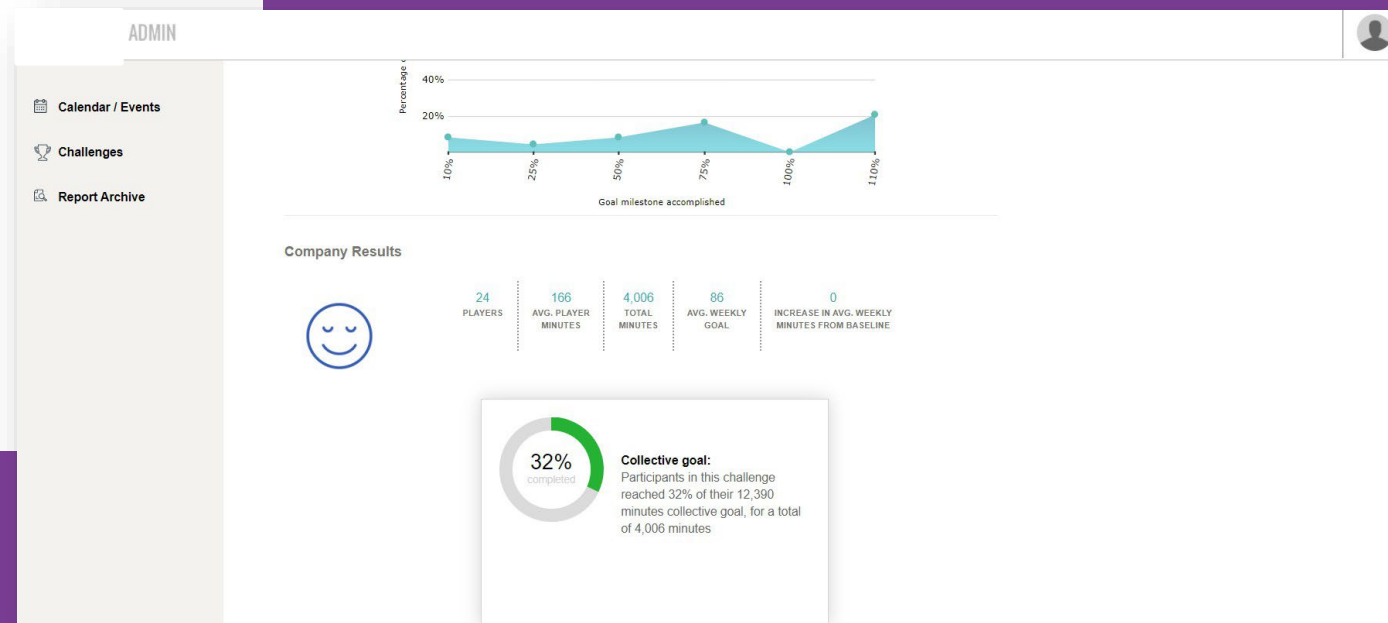 ADMIN
Calendar / Events
Challenges
Report Archive
Percentage
40%
20%
10%
25%
50%
75%
100%
110%
Goal milestone accomplished
Company Results
24
PLAYERS
166
AVG. PLAYER
MINUTES
4,006
TOTAL
MINUTES
86
AVG. WEEKLY
GOAL
0
INCREASE IN AVG. WEEKLY
MINUTES FROM BASELINE
32%
completed
Collective goal:
Participants in this challenge
reached 32% of their 12,390
minutes collective goal, for a total
of 4,006 minutes